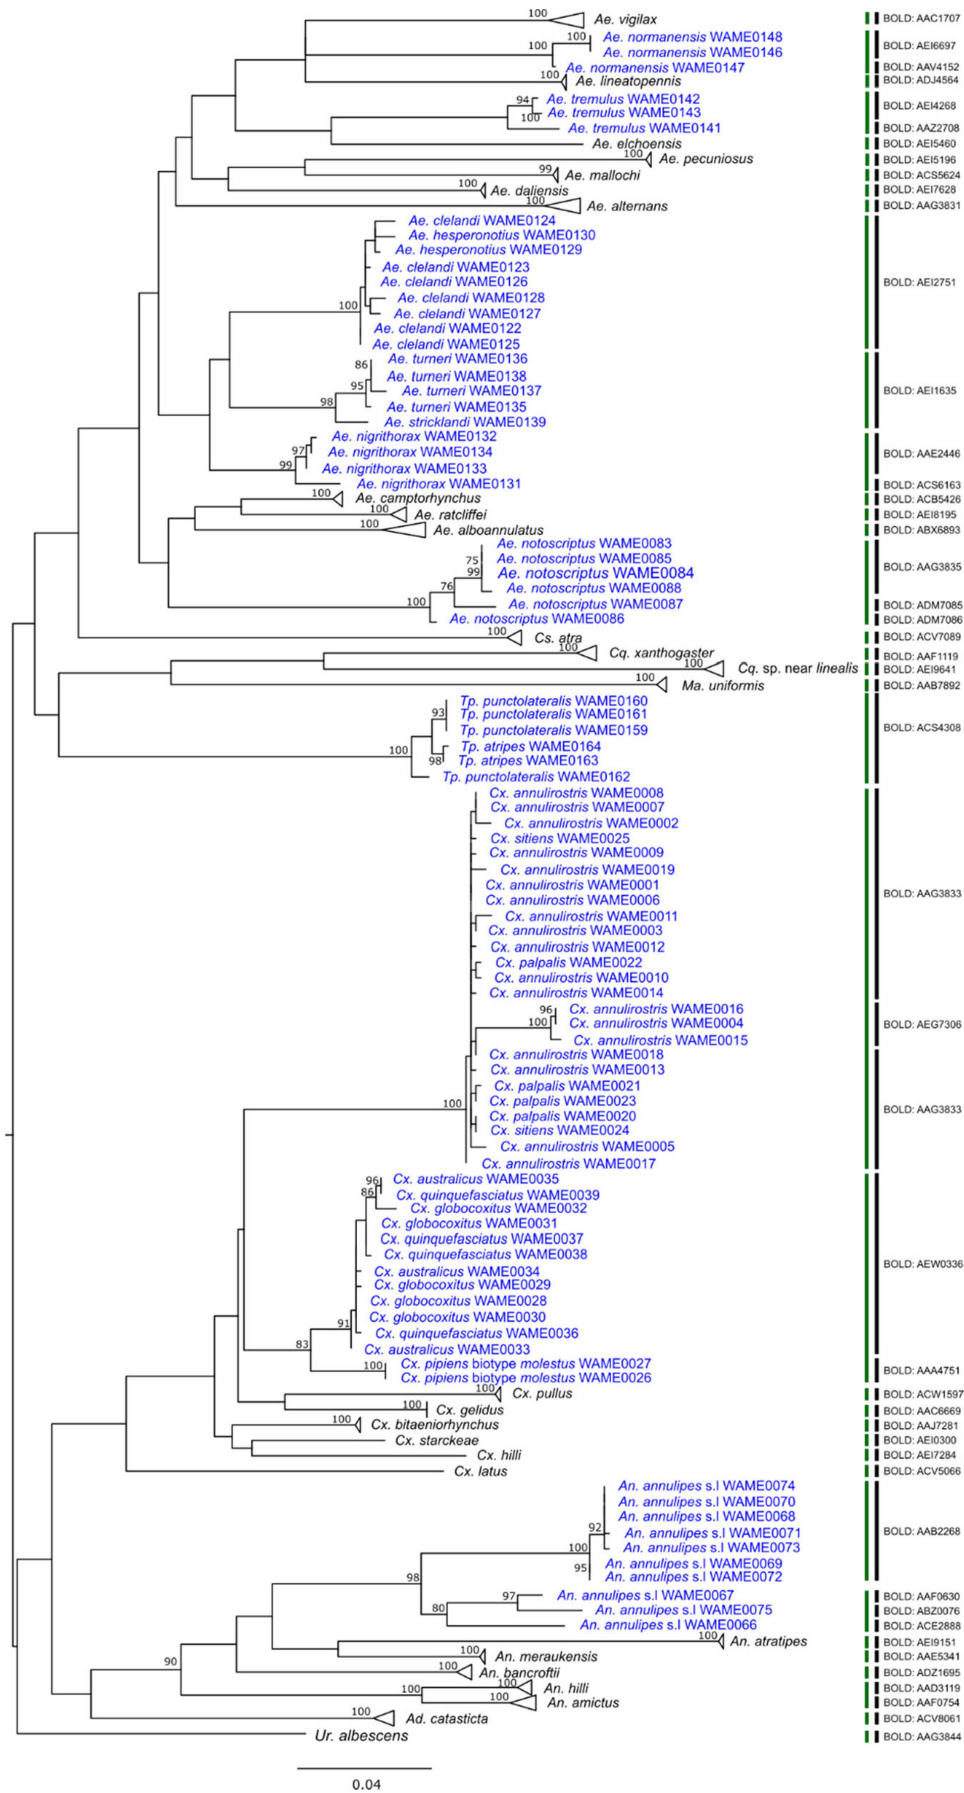 100 Ae. vigilax BOLD: AAC1707
100 Ae. normanensis WAME0148
100 Ae. normanensis WAME0146 BOLD: AEI6697
Ae. normanensis WAME0147 BOLD: AAV4152
100 Ae. lineatopennis BOLD: ADJ4564
94 Ae. tremulus WAME0142
100 Ae. tremulus WAME0143 BOLD: AEI4268
Ae. tremulus WAME0141 BOLD: AAZ2708
Ae. elchoensis BOLD: AEI5460
100 Ae. pecuniosus BOLD: AEI5196
99 Ae. mallochi BOLD: ACS5624
100 Ae. daliensis BOLD: AEI7628
100 Ae. alternans BOLD: AAG3831
Ae. clelandi WAME0124
Ae. hesperonotius WAME0130
Ae. hesperonotius WAME0129
Ae. clelandi WAME0123
Ae. clelandi WAME0126 BOLD: AEI2751
Ae. clelandi WAME0128
100 Ae. clelandi WAME0127
Ae. clelandi WAME0122
Ae. clelandi WAME0125
86 Ae. turneri WAME0136
Ae. turneri WAME0138
95 Ae. turneri WAME0137 BOLD: AEI1635
98 Ae. turneri WAME0135
Ae. stricklandi WAME0139
Ae. nigrithorax WAME0132
97 Ae. nigrithorax WAME0134 BOLD: AAE2446
99 Ae. nigrithorax WAME0133
Ae. nigrithorax WAME0131 BOLD: ACS6163
100 Ae. camptorhynchus BOLD: ACB5426
100 Ae. ratcliffei BOLD: AEI8195
100 Ae. alboannulatus BOLD: ABX6893
Ae. notoscriptus WAME0083
75 Ae. notoscriptus WAME0085
99 Ae. notoscriptus WAME0084 BOLD: AAG3835
76 Ae. notoscriptus WAME0088
100 Ae. notoscriptus WAME0087 BOLD: ADM7085
Ae. notoscriptus WAME0086 BOLD: ADM7086
100 Cs. atra BOLD: ACV7089
100 Cq. xanthogaster BOLD: AAF1119
100 Cq. sp. near linealis BOLD: AEI9641
100 Ma. uniformis BOLD: AAB7892
Tp. punctolateralis WAME0160
93 Tp. punctolateralis WAME0161
Tp. punctolateralis WAME0159 BOLD: ACS4308
100 Tp. atripes WAME0164
98 Tp. atripes WAME0163
Tp. punctolateralis WAME0162
Cx. annulirostris WAME0008
Cx. annulirostris WAME0007
Cx. annulirostris WAME0002
Cx. sitiens WAME0025
Cx. annulirostris WAME0009
Cx. annulirostris WAME0019
Cx. annulirostris WAME0001 BOLD: AAG3833
Cx. annulirostris WAME0006
Cx. annulirostris WAME0011
Cx. annulirostris WAME0003
Cx. annulirostris WAME0012
Cx. palpalis WAME0022
Cx. annulirostris WAME0010
Cx. annulirostris WAME0014
96 Cx. annulirostris WAME0016
100 Cx. annulirostris WAME0004 BOLD: AEG7306
Cx. annulirostris WAME0015
Cx. annulirostris WAME0018
Cx. annulirostris WAME0013
Cx. palpalis WAME0021
100 Cx. palpalis WAME0023 BOLD: AAG3833
Cx. palpalis WAME0020
Cx. sitiens WAME0024
Cx. annulirostris WAME0005
Cx. annulirostris WAME0017
96 Cx. australicus WAME0035
86 Cx. quinquefasciatus WAME0039
Cx. globocoxitus WAME0032
Cx. globocoxitus WAME0031
Cx. quinquefasciatus WAME0037
Cx. quinquefasciatus WAME0038
Cx. australicus WAME0034 BOLD: AEW0336
Cx. globocoxitus WAME0029
Cx. globocoxitus WAME0028
Cx. globocoxitus WAME0030
91 Cx. quinquefasciatus WAME0036
83 Cx. australicus WAME0033
100 Cx. pipiens biotype molestus WAME0027
Cx. pipiens biotype molestus WAME0026 BOLD: AAA4751
100 Cx. pullus BOLD: ACW1597
100 Cx. gelidus BOLD: AAC6669
100 Cx. bitaeniorhynchus BOLD: AAJ7281
Cx. starckeae BOLD: AEI0300
Cx. hilli BOLD: AEI7284
Cx. latus BOLD: ACV5066
An. annulipes s.l WAME0074
An. annulipes s.l WAME0070
An. annulipes s.l WAME0068
92 An. annulipes s.l WAME0071 BOLD: AAB2268
100 An. annulipes s.l WAME0073
95 An. annulipes s.l WAME0069
98 An. annulipes s.l WAME0072
97 An. annulipes s.l WAME0067 BOLD: AAF0630
80 An. annulipes s.l WAME0075 BOLD: ABZ0076
An. annulipes s.l WAME0066 BOLD: ACE2888
100 An. atratipes BOLD: AEI9151
100 An. meraukensis BOLD: AAE5341
90 100 An. bancroftii BOLD: ADZ1695
100 100 An. hilli BOLD: AAD3119
100 An. amictus BOLD: AAF0754
100 Ad. catasticta BOLD: ACV8061
Ur. albescens BOLD: AAG3844
0.04